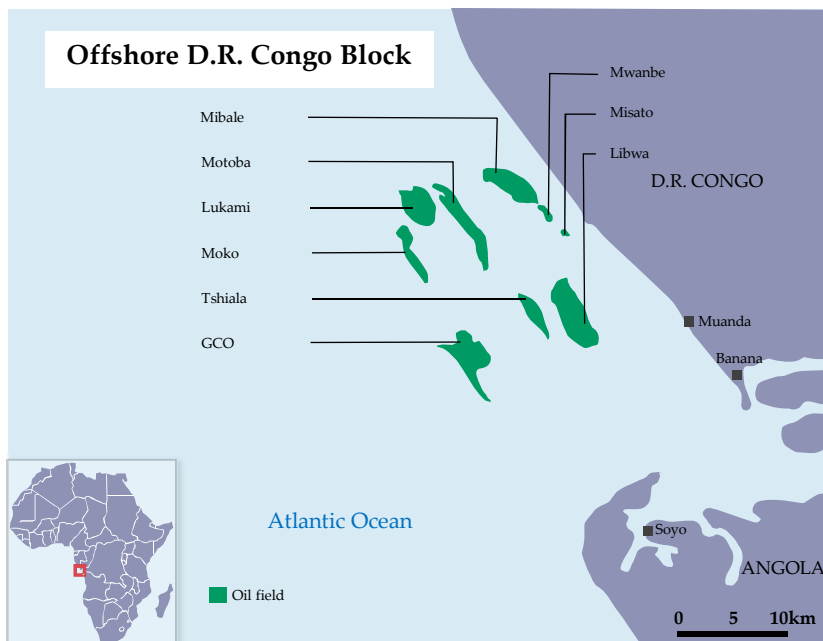 Offshore D.R. Congo Block
Mwanbe
Mibale
Misato
Motoba
Libwa
D.R. CONGO
Lukami
Moko
Tshiala
Muanda
GCO
Banana
Atlantic Ocean
Soyo
ANGOLA
Oil field
0 5 10km